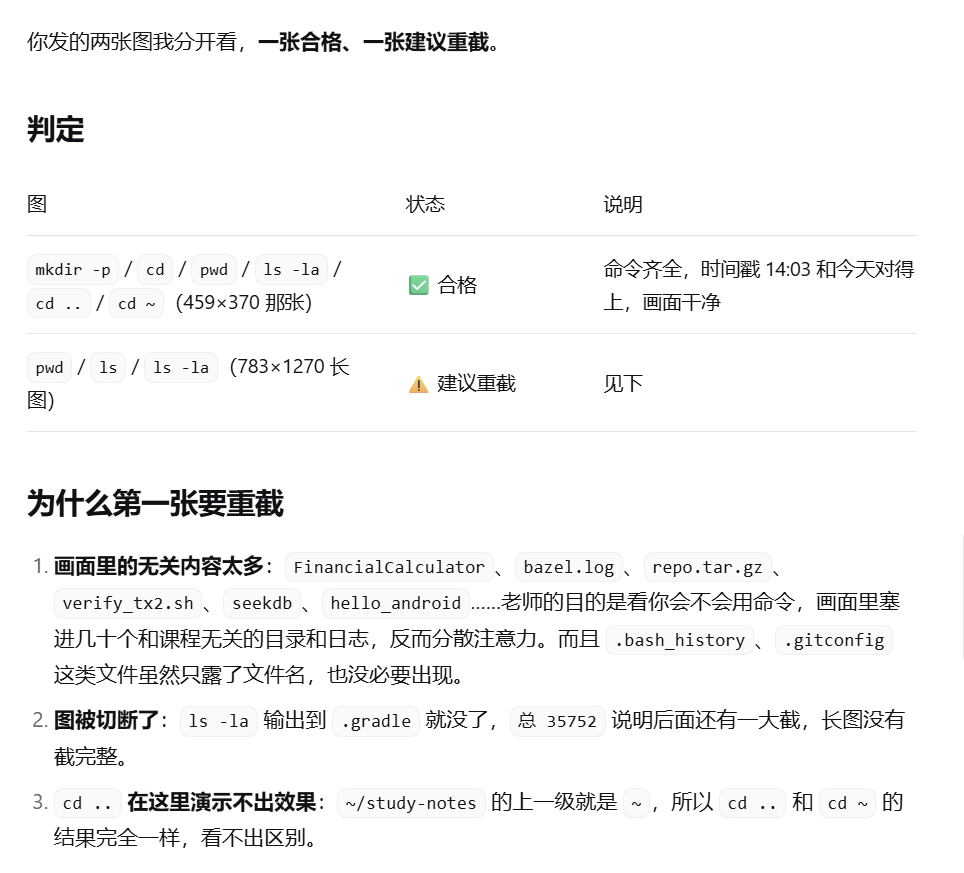 你发的两张图我分开看，一张合格、一张建议重截。
判定
图 状态 说明
mkdir -p / cd / pwd / ls -la /
cd .. / cd ~ (459×370 那张)
✅ 合格
命令齐全，时间戳 14:03 和今天对得
上，画面干净
pwd / ls / ls -la (783×1270 长
图)
⚠️ 建议重截
见下
为什么第一张要重截
1. 画面里的无关内容太多：FinancialCalculator、bazel.log、repo.tar.gz、
verify_tx2.sh、seekdb、hello_android……老师的目的是看你会不会用命令，画面里塞
进几十个和课程无关的目录和日志，反而分散注意力。而且 .bash_history、.gitconfig
这类文件虽然只露了文件名，也没必要出现。
2. 图被切断了：ls -la 输出到 .gradle 就没了，总 35752 说明后面还有一大截，长图没有
截完整。
3. cd .. 在这里演示不出效果：~/study-notes 的上一级就是 ~，所以 cd .. 和 cd ~ 的
结果完全一样，看不出区别。